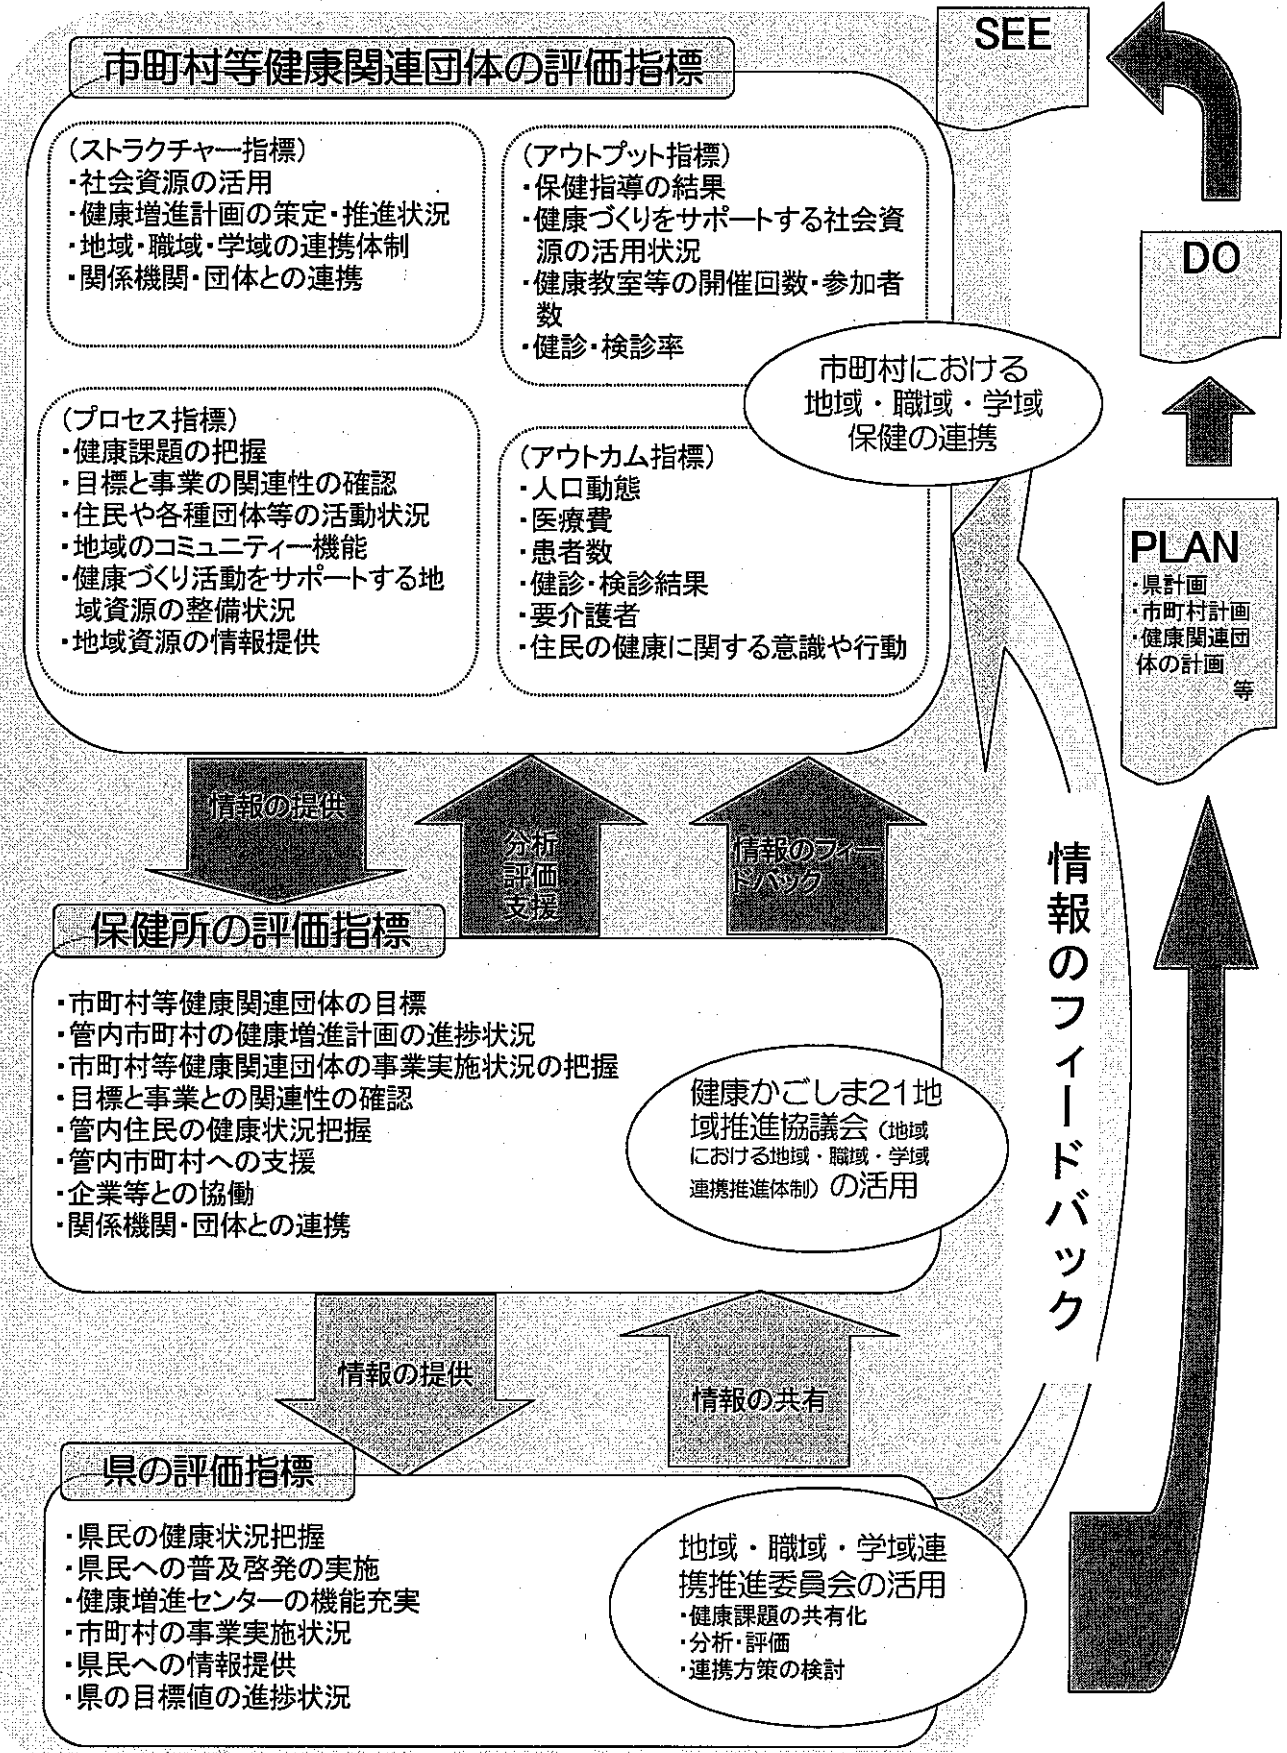 市町村等健康関連団体の評価指標
(ストラクチャー指標)
・社会資源の活用
・健康増進計画の策定・推進状況
・地域・職域・学域の連携体制
・関係機関・団体との連携
(アウトプット指標)
・保健指導の結果
・健康づくりをサポートする社会資
源の活用状況
・健康教室等の開催回数・参加者
数
・健診・検診率
(プロセス指標)
・健康課題の把握
・目標と事業の関連性の確認
・住民や各種団体等の活動状況
・地域のコミュニティー機能
・健康づくり活動をサポートする地
域資源の整備状況
・地域資源の情報提供
(アウトカム指標)
・人口動態
・医療費
・患者数
・健診・検診結果
・要介護者
・住民の健康に関する意識や行動
市町村における
地域・職域・学域
保健の連携
SEE
DO
PLAN
・県計画
・市町村計画
・健康関連団
体の計画
等
情報の提供
分析
評価
支援
情報のフィー
ドバック
保健所の評価指標
・市町村等健康関連団体の目標
・管内市町村の健康増進計画の進捗状況
・市町村等健康関連団体の事業実施状況の把握
・目標と事業との関連性の確認
・管内住民の健康状況把握
・管内市町村への支援
・企業等との協働
・関係機関・団体との連携
健康かごしま21地
域推進協議会(地域
における地域・職域・学域
連携推進体制)の活用
情報のフィードバック
情報の提供
情報の共有
県の評価指標
・県民の健康状況把握
・県民への普及啓発の実施
・健康増進センターの機能充実
・市町村の事業実施状況
・県民への情報提供
・県の目標値の進捗状況
地域・職域・学域連
携推進委員会の活用
・健康課題の共有化
・分析・評価
・連携方策の検討